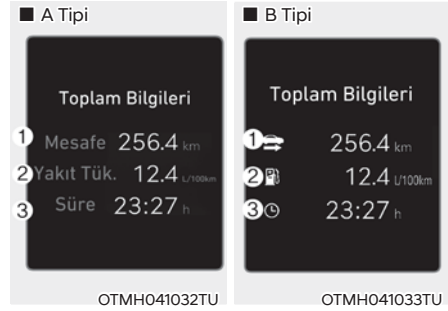 ■ A Tipi
Toplam Bilgileri
1 Mesafe 256.4 km
2 Yakıt Tük. 12.4 L/100km
3 Süre 23:27 h
OTMH041032TU
■ B Tipi
Toplam Bilgileri
1 256.4 km
2 12.4 L/100km
3 23:27 h
OTMH041033TU